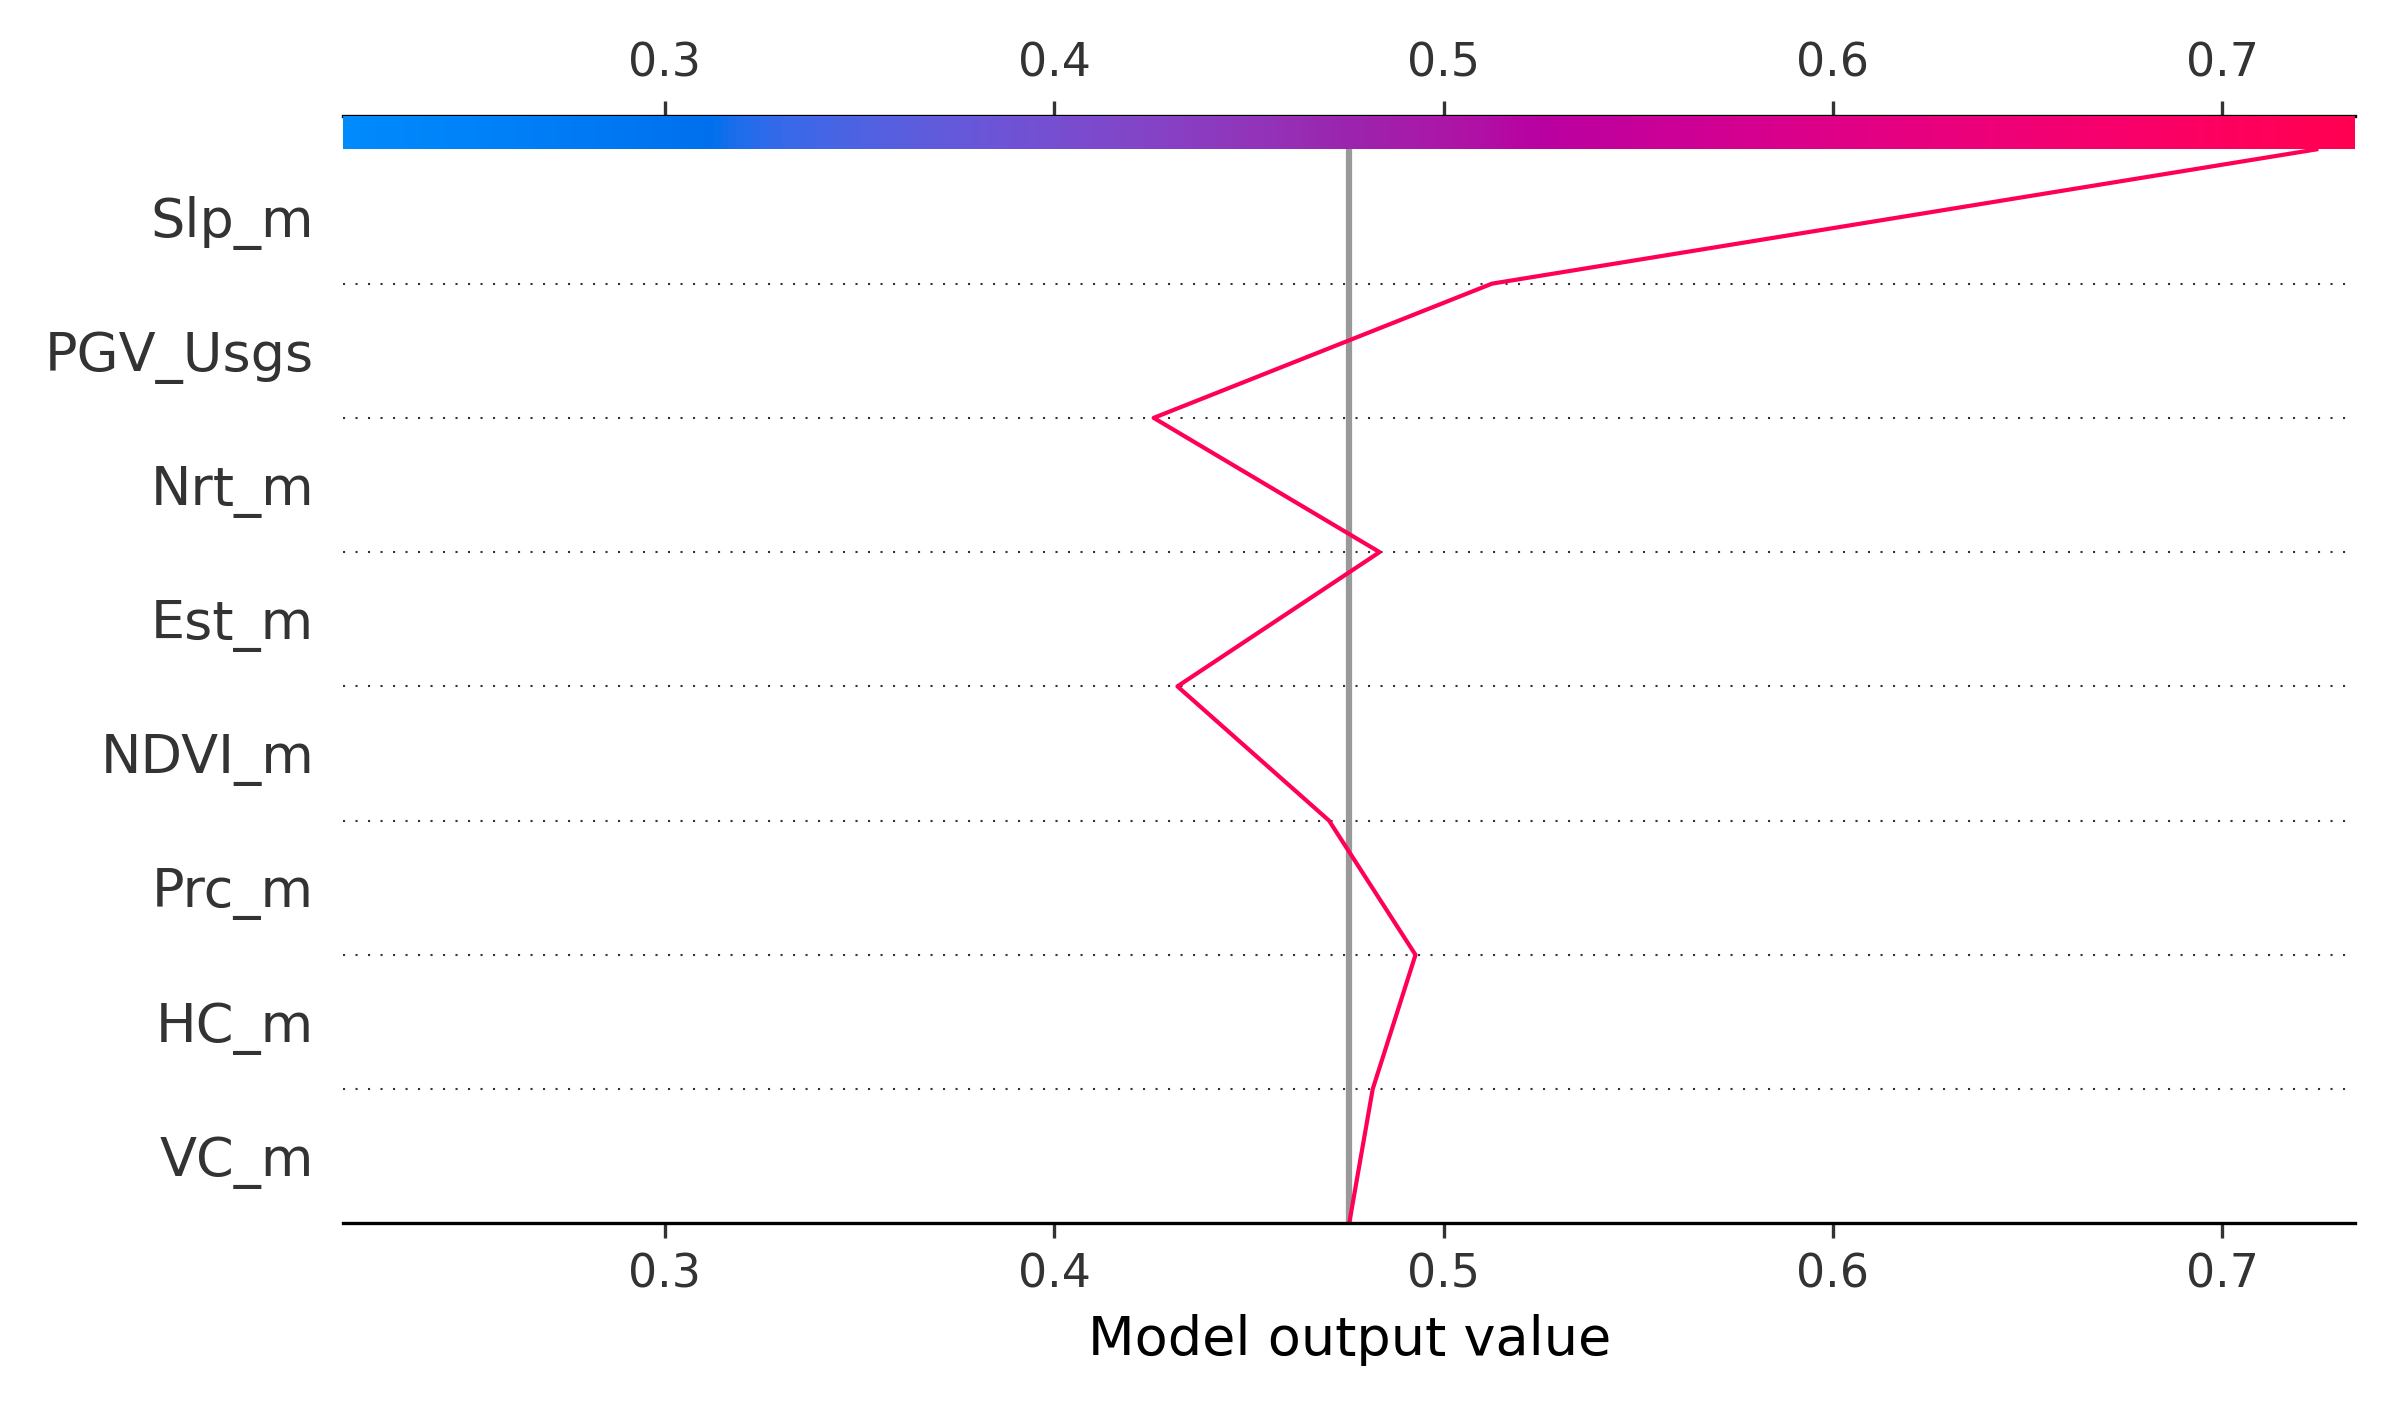 0.3 0.4 0.5 0.6 0.7
Slp_m
PGV_Usgs
Nrt_m
Est_m
NDVI_m
Prc_m
HC_m
VC_m
0.3 0.4 0.5 0.6 0.7
Model output value